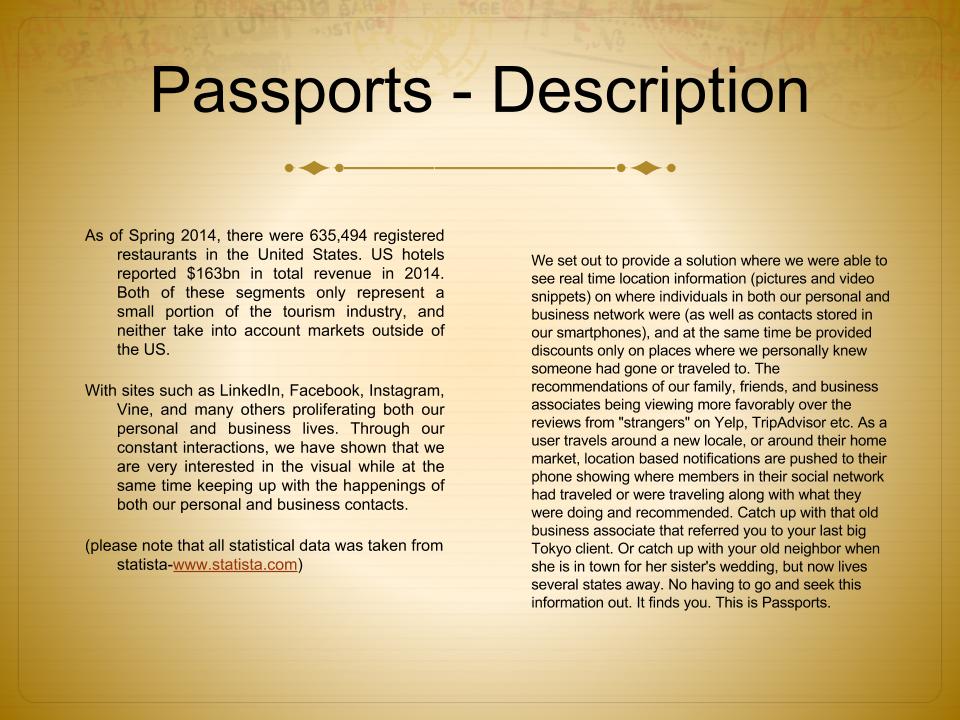 Passports - Description
As of Spring 2014, there were 635,494 registered
restaurants in the United States. US hotels
reported $163bn in total revenue in 2014.
Both of these segments only represent a
small portion of the tourism industry, and
neither take into account markets outside of
the US.
With sites such as LinkedIn, Facebook, Instagram,
Vine, and many others proliferating both our
personal and business lives. Through our
constant interactions, we have shown that we
are very interested in the visual while at the
same time keeping up with the happenings of
both our personal and business contacts.
(please note that all statistical data was taken from
statista-www.statista.com)
We set out to provide a solution where we were able to
see real time location information (pictures and video
snippets) on where individuals in both our personal and
business network were (as well as contacts stored in
our smartphones), and at the same time be provided
discounts only on places where we personally knew
someone had gone or traveled to. The
recommendations of our family, friends, and business
associates being viewing more favorably over the
reviews from "strangers" on Yelp, TripAdvisor etc. As a
user travels around a new locale, or around their home
market, location based notifications are pushed to their
phone showing where members in their social network
had traveled or were traveling along with what they
were doing and recommended. Catch up with that old
business associate that referred you to your last big
Tokyo client. Or catch up with your old neighbor when
she is in town for her sister's wedding, but now lives
several states away. No having to go and seek this
information out. It finds you. This is Passports.